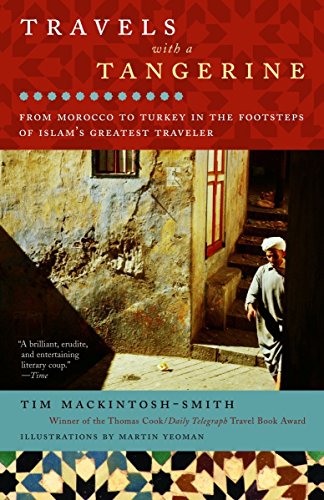 TRAVELS
with a
TANGERINE
FROM MOROCCO TO TURKEY IN THE FOOTSTEPS
OF ISLAM'S GREATEST TRAVELER
"A brilliant, erudite,
and entertaining
literary coup."
—Time
TIM MACKINTOSH-SMITH
Winner of the Thomas Cook/Daily Telegraph Travel Book Award
ILLUSTRATIONS BY MARTIN YEOMAN